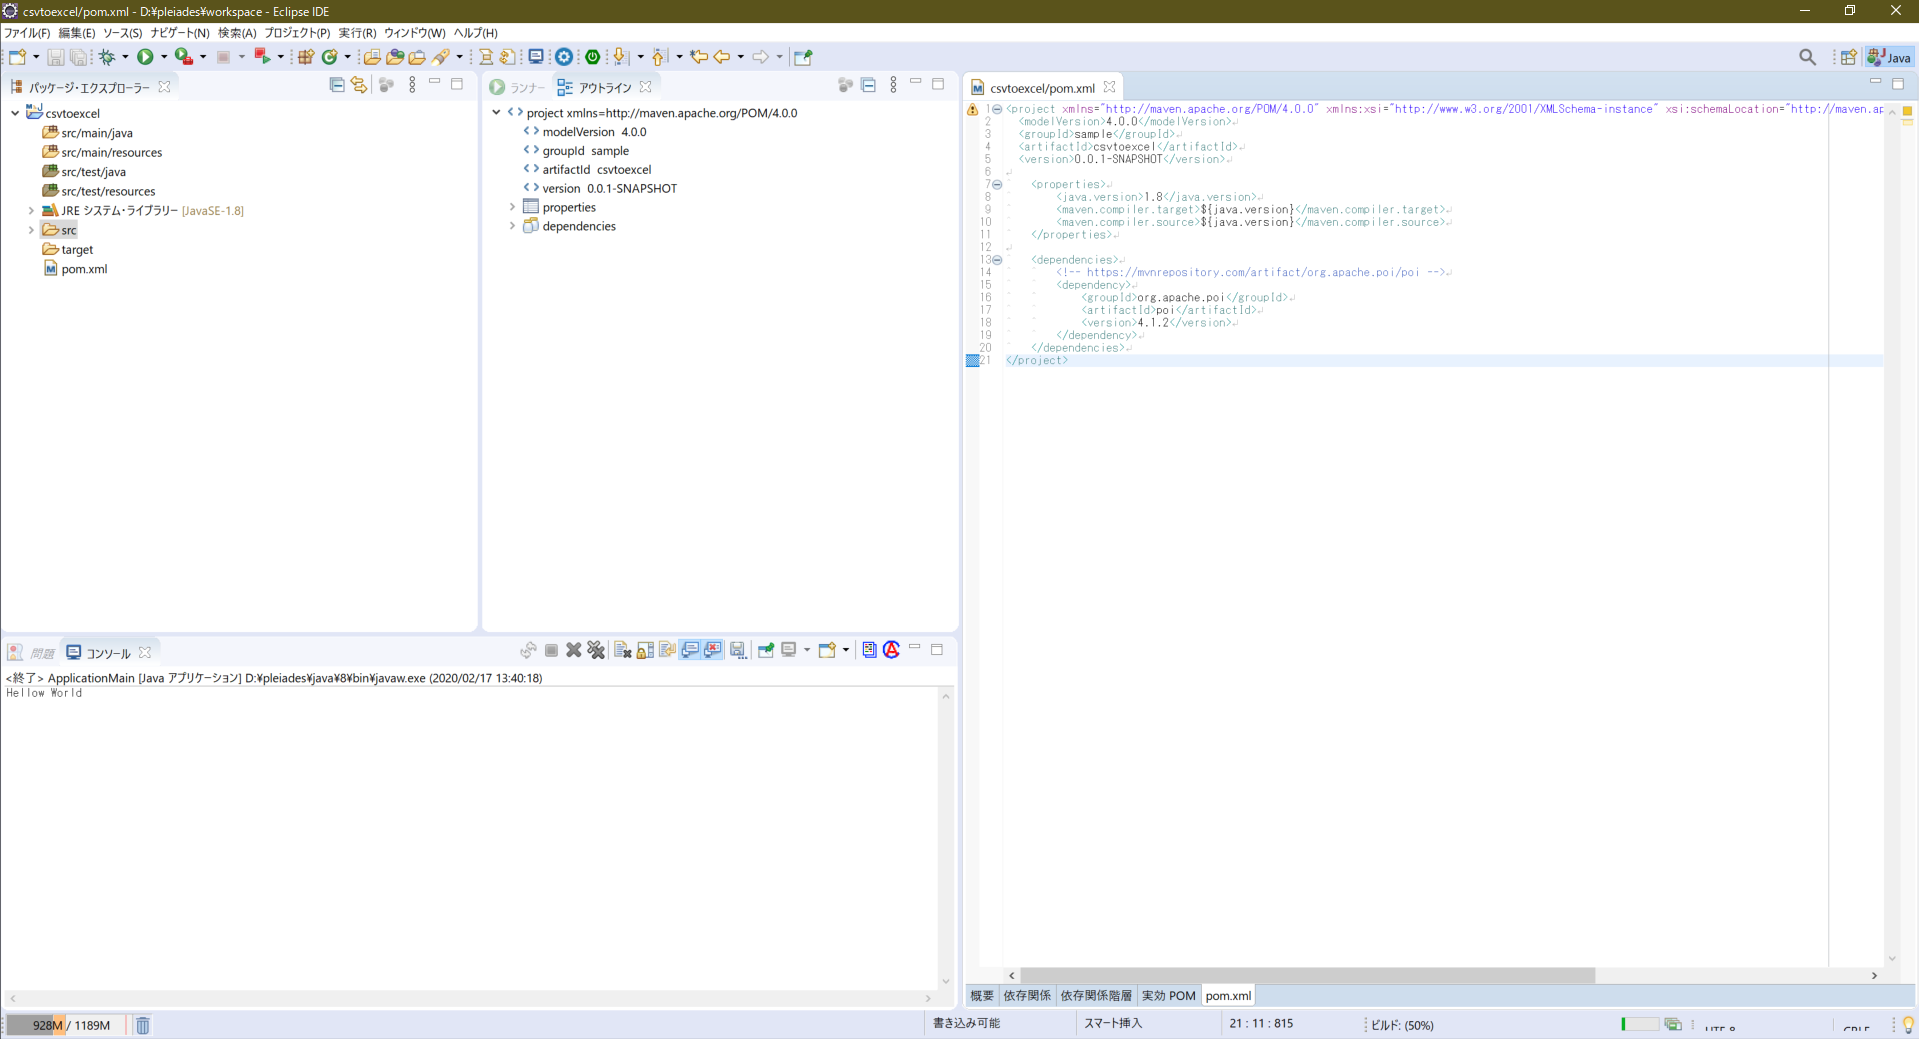 csvtoexcel/pom.xml - D:¥pleiades¥workspace - Eclipse IDE
ファイル(F) 編集(E) ソース(S) ナビゲート(N) 検索(A) プロジェクト(P) 実行(R) ウィンドウ(W) ヘルプ(H)
Java
パッケージ・エクスプローラー
csvtoexcel
src/main/java
src/main/resources
src/test/java
src/test/resources
JRE システム・ライブラリー [JavaSE-1.8]
src
target
pom.xml
ランナー アウトライン
project xmlns=http://maven.apache.org/POM/4.0.0
modelVersion 4.0.0
groupId sample
artifactId csvtoexcel
version 0.0.1-SNAPSHOT
properties
dependencies
csvtoexcel/pom.xml
1 <project xmlns="http://maven.apache.org/POM/4.0.0" xmlns:xsi="http://www.w3.org/2001/XMLSchema-instance" xsi:schemaLocation="http://maven.ap
2 <modelVersion>4.0.0</modelVersion>
3 <groupId>sample</groupId>
4 <artifactId>csvtoexcel</artifactId>
5 <version>0.0.1-SNAPSHOT</version>
6
7 <properties>
8 <java.version>1.8</java.version>
9 <maven.compiler.target>${java.version}</maven.compiler.target>
10 <maven.compiler.source>${java.version}</maven.compiler.source>
11 </properties>
12
13 <dependencies>
14 <!-- https://mvnrepository.com/artifact/org.apache.poi/poi -->
15 <dependency>
16 <groupId>org.apache.poi</groupId>
17 <artifactId>poi</artifactId>
18 <version>4.1.2</version>
19 </dependency>
20 </dependencies>
21 </project>
概要 依存関係 依存関係階層 実効 POM pom.xml
問題 コンソール
<終了> ApplicationMain [Java アプリケーション] D:¥pleiades¥java¥8¥bin¥javaw.exe (2020/02/17 13:40:18)
Hellow World
928M / 1189M
書き込み可能 スマート挿入 21 : 11 : 815 ビルド: (50%)